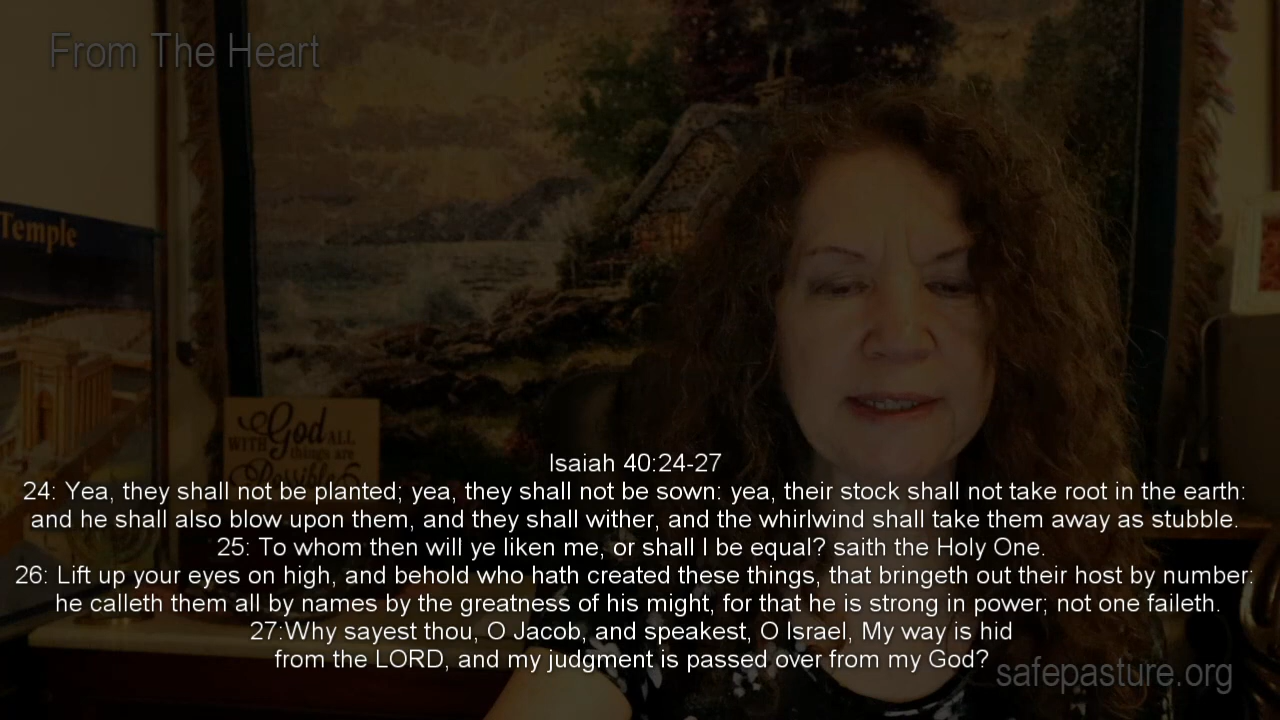 From The Heart
Temple
WITH God ALL
things are
Possible
Isaiah 40:24-27
24: Yea, they shall not be planted; yea, they shall not be sown: yea, their stock shall not take root in the earth:
and he shall also blow upon them, and they shall wither, and the whirlwind shall take them away as stubble.
25: To whom then will ye liken me, or shall I be equal? saith the Holy One.
26: Lift up your eyes on high, and behold who hath created these things, that bringeth out their host by number:
he calleth them all by names by the greatness of his might, for that he is strong in power; not one faileth.
27:Why sayest thou, O Jacob, and speakest, O Israel, My way is hid
from the LORD, and my judgment is passed over from my God?
safepasture.org